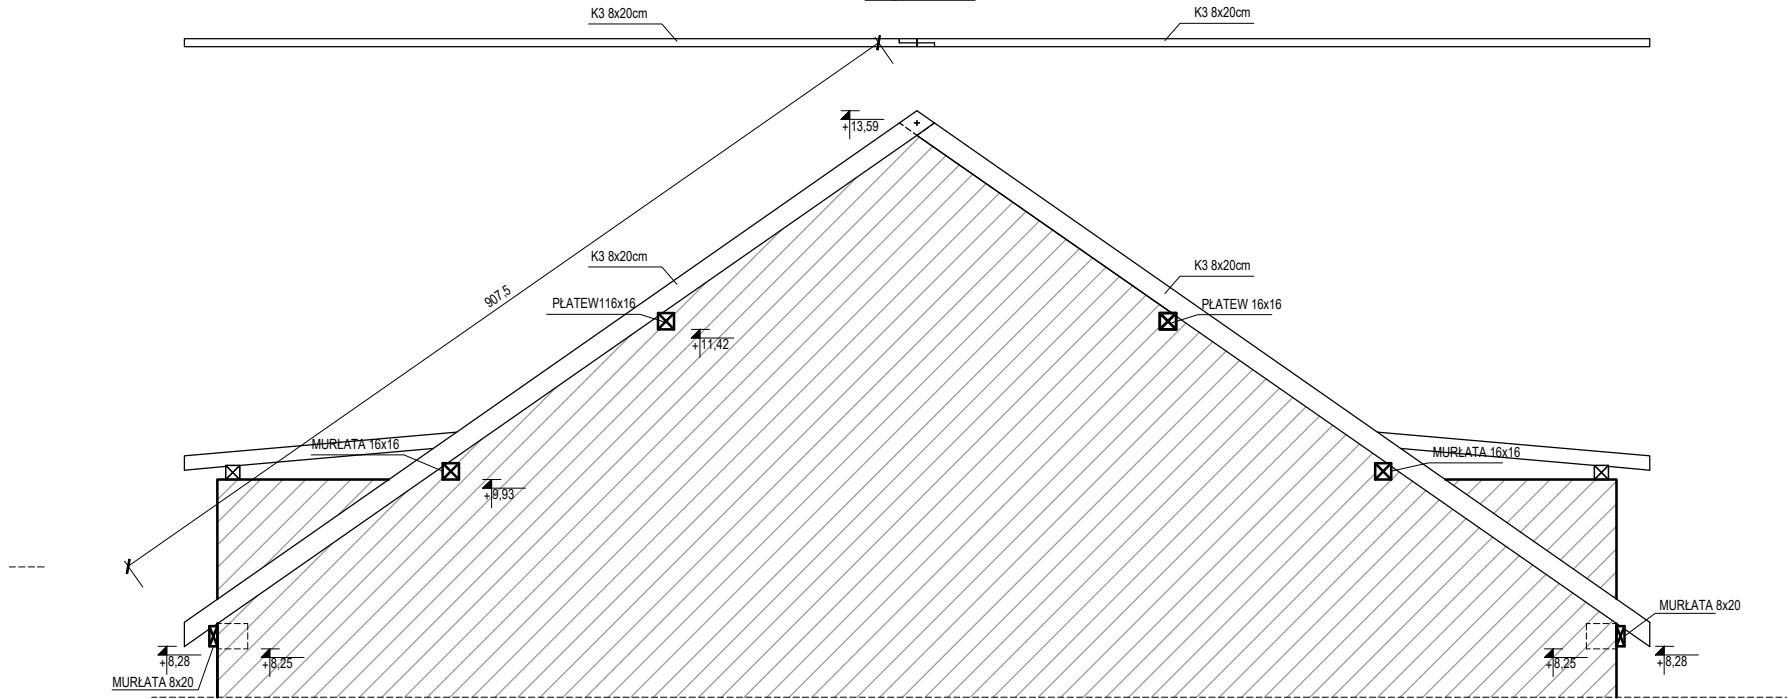 K3 8x20cm
K3 8x20cm
+13,59
K3 8x20cm
K3 8x20cm
907,5
PŁATEW116x16
PŁATEW 16x16
+11,42
MURŁATA 16x16
MURŁATA 16x16
+9,93
MURŁATA 8x20
+8,28
+8,25
+8,25
+8,28
MURŁATA 8x20